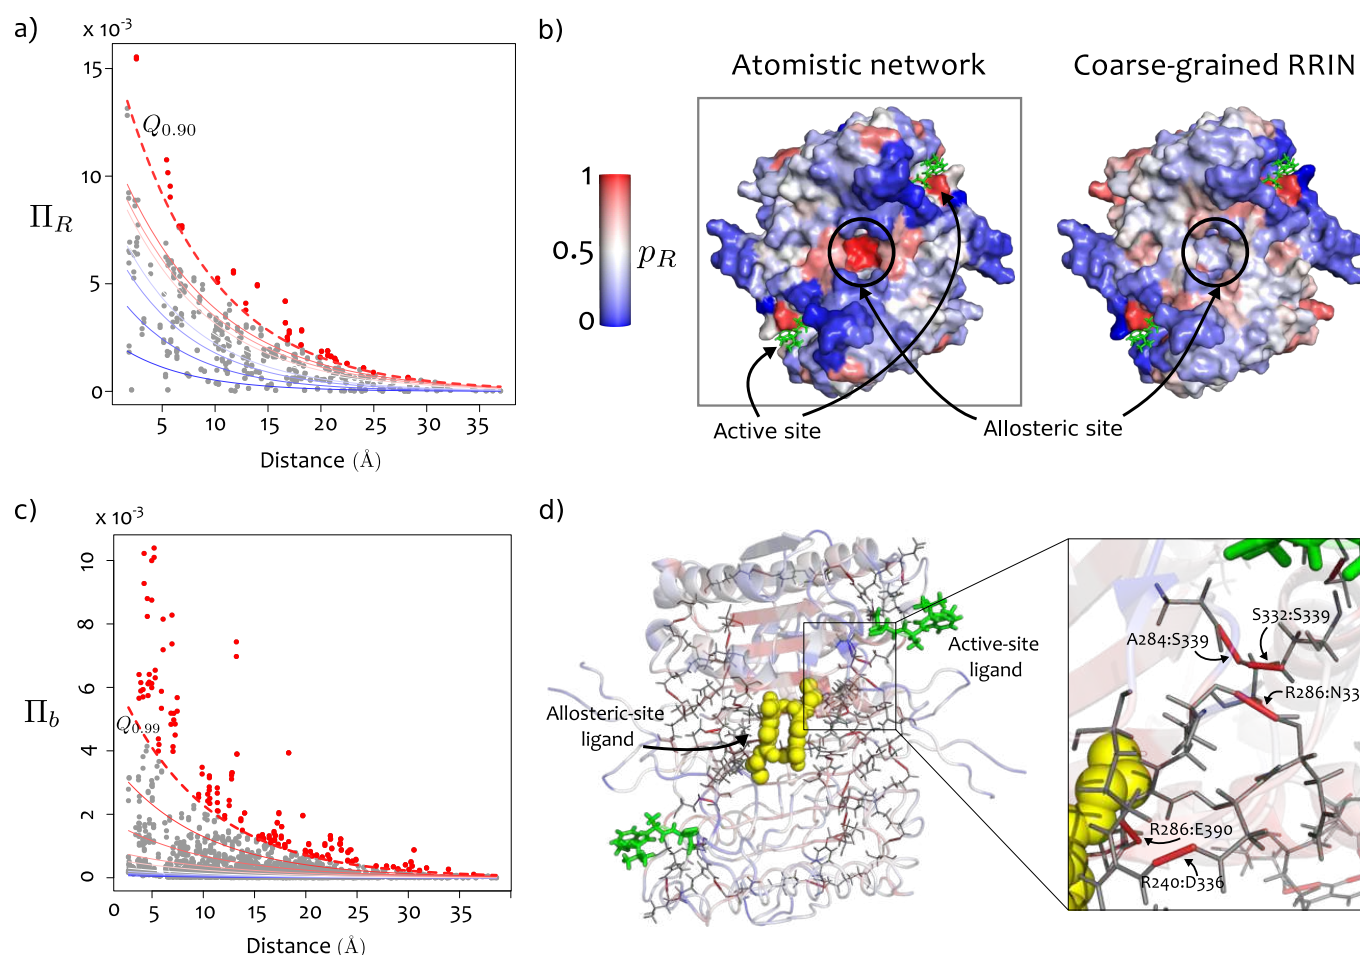 a)
x 10⁻³
15
10
5
0
Π_R
Q₀.₉₀
5 10 15 20 25 30 35
Distance (Å)
b)
Atomistic network
Coarse-grained RRIN
1
0.5
0
p_R
Active site
Allosteric site
c)
x 10⁻³
10
8
6
4
2
0
Π_b
Q₀.₉₉
0 5 10 15 20 25 30 35
Distance (Å)
d)
Allosteric-site
ligand
Active-site
ligand
S332:S339
A284:S339
R286:N33
R286:E390
R240:D336